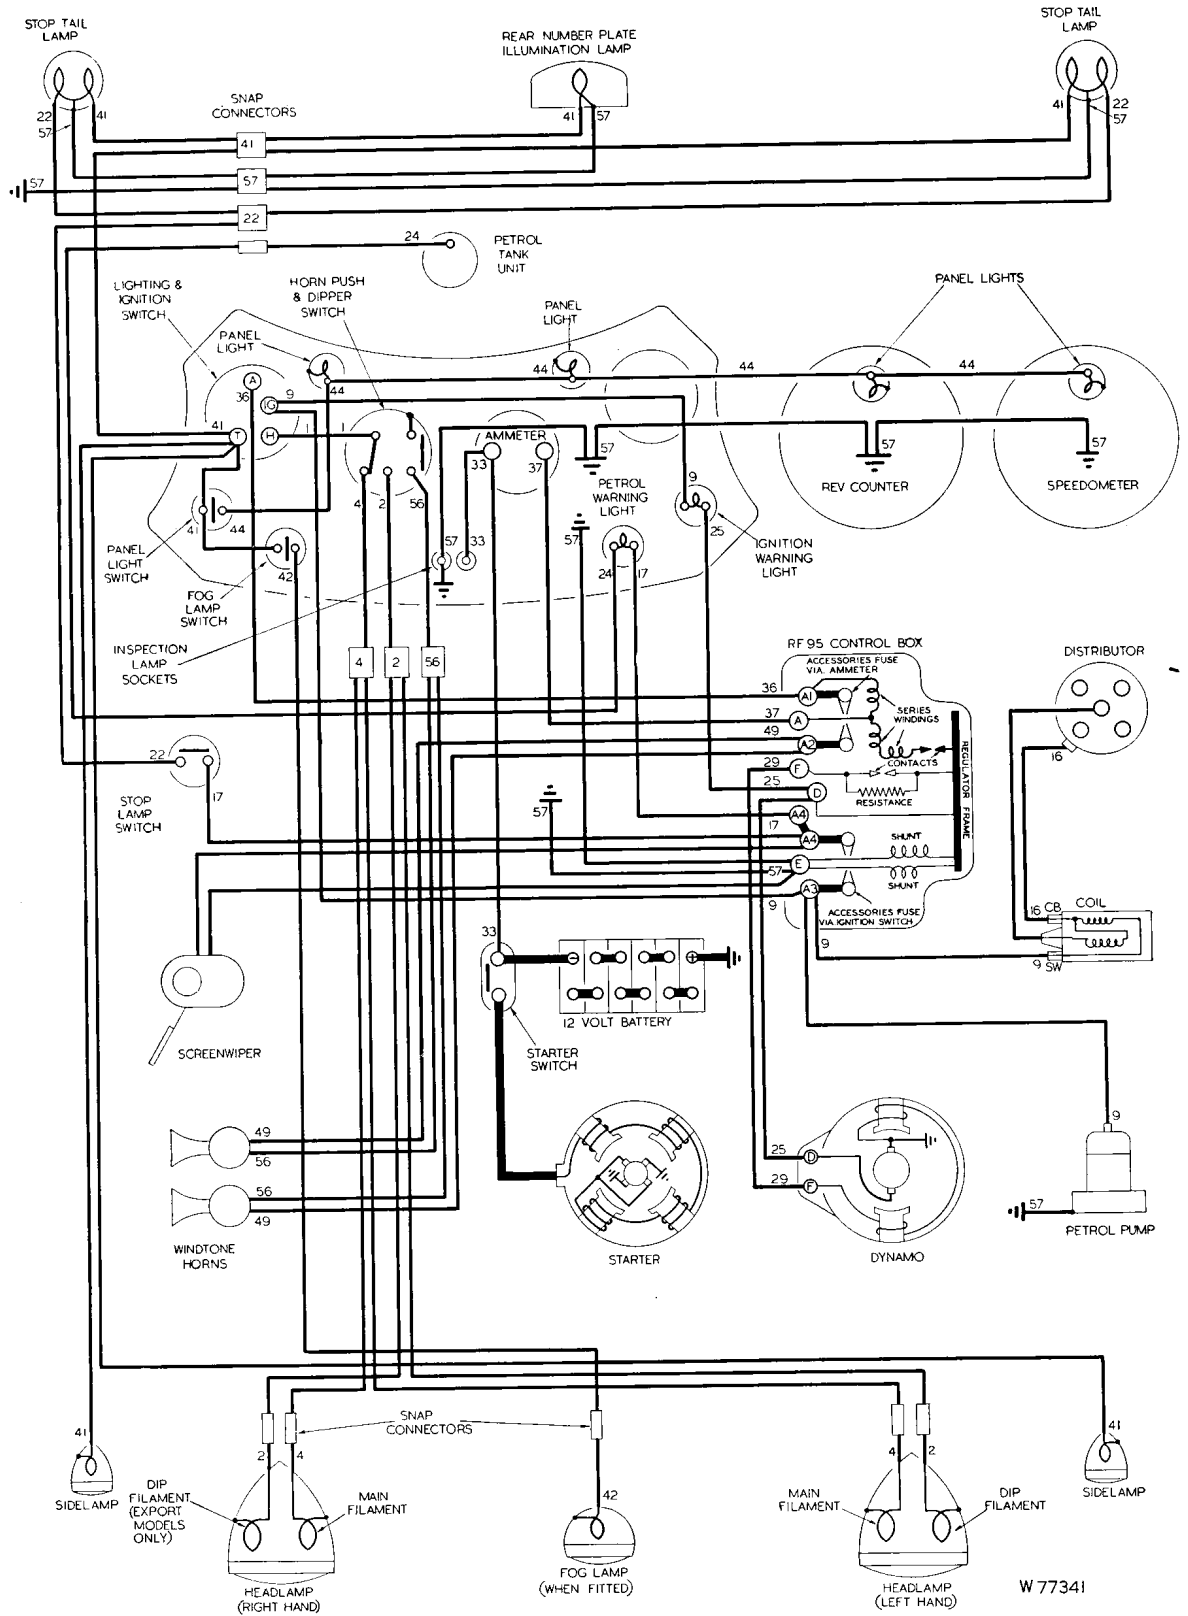 STOP TAIL
LAMP
REAR NUMBER PLATE
ILLUMINATION LAMP
STOP TAIL
LAMP
SNAP
CONNECTORS
22
41
57
41
57
41
22
57
41
57
57
22
24
PETROL
TANK
UNIT
LIGHTING &
IGNITION
SWITCH
HORN PUSH
& DIPPER
SWITCH
PANEL
LIGHT
PANEL LIGHTS
PANEL
LIGHT
A
36
IG
9
44
44
44
44
41
T
H
1
1
AMMETER
33
37
57
57
57
4
2
56
PETROL
WARNING
LIGHT
9
25
REV COUNTER
SPEEDOMETER
IGNITION
WARNING
LIGHT
41
44
PANEL
LIGHT
SWITCH
42
FOG
LAMP
SWITCH
57
33
57
24
17
INSPECTION
LAMP
SOCKETS
4
2
56
RF 95 CONTROL BOX
ACCESSORIES FUSE
VIA. AMMETER
DISTRIBUTOR
36
A1
37
A
SERIES
WINDINGS
49
A2
CONTACTS
29
F
25
D
RESISTANCE
REGULATOR FRAME
16
22
17
STOP
LAMP
SWITCH
57
A4
17
A4
SHUNT
57
E
SHUNT
A3
9
ACCESSORIES FUSE
VIA IGNITION SWITCH
9
16
CB
COIL
9
SW
33
12 VOLT BATTERY
SCREENWIPER
STARTER
SWITCH
49
56
56
49
WINDTONE
HORNS
STARTER
25
D
29
F
DYNAMO
9
57
PETROL PUMP
SNAP
CONNECTORS
41
SIDELAMP
2
4
DIP
FILAMENT
(EXPORT
MODELS
ONLY)
MAIN
FILAMENT
HEADLAMP
(RIGHT HAND)
42
FOG LAMP
(WHEN FITTED)
4
2
MAIN
FILAMENT
DIP
FILAMENT
HEADLAMP
(LEFT HAND)
41
SIDELAMP
W 77341